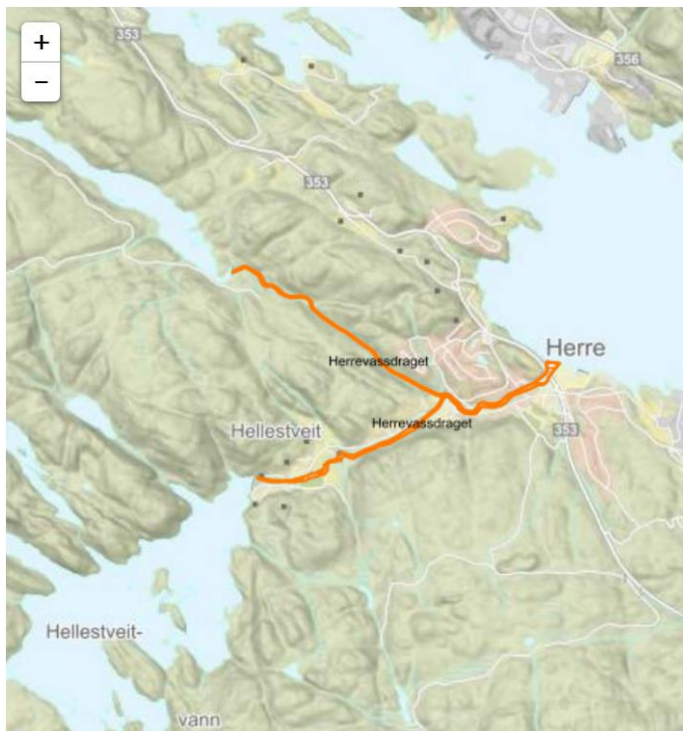 +
353
−
356
353
Herre
Herrevassdraget
Herrevassdraget
Hellestveit
353
Hellestveit-
vann